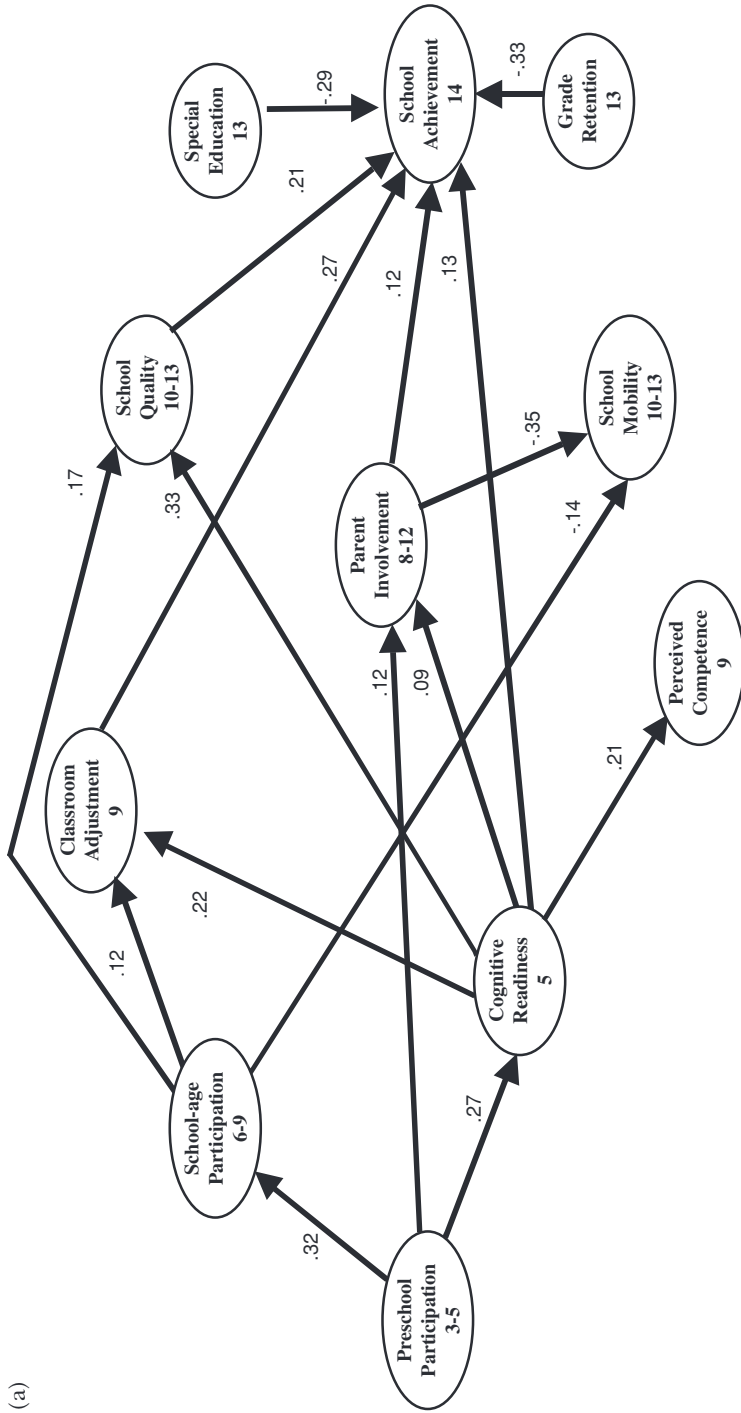 (a)
Preschool
Participation
3-5
.32
.27
School-age
Participation
6-9
.12
.17
-.14
Cognitive
Readiness
5
.22
.33
.09
.13
.21
Classroom
Adjustment
9
.27
Perceived
Competence
9
.12
Parent
Involvement
8-12
.12
-.35
School
Quality
10-13
.21
School
Mobility
10-13
Special
Education
13
-.29
School
Achievement
14
-.33
Grade
Retention
13